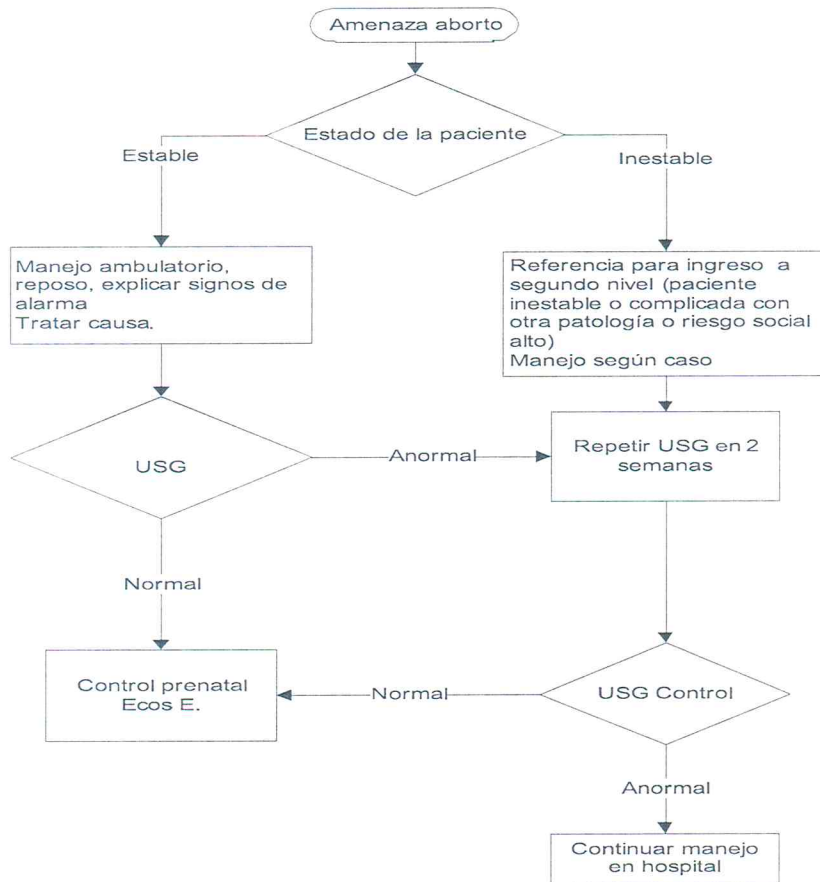 Amenaza aborto
Estado de la paciente
Estable
Inestable
Manejo ambulatorio,
reposo, explicar signos de
alarma
Tratar causa.
Referencia para ingreso a
segundo nivel (paciente
inestable o complicada con
otra patología o riesgo social
alto)
Manejo según caso
USG
Anormal
Repetir USG en 2
semanas
Normal
Control prenatal
Ecos E.
Normal
USG Control
Anormal
Continuar manejo
en hospital